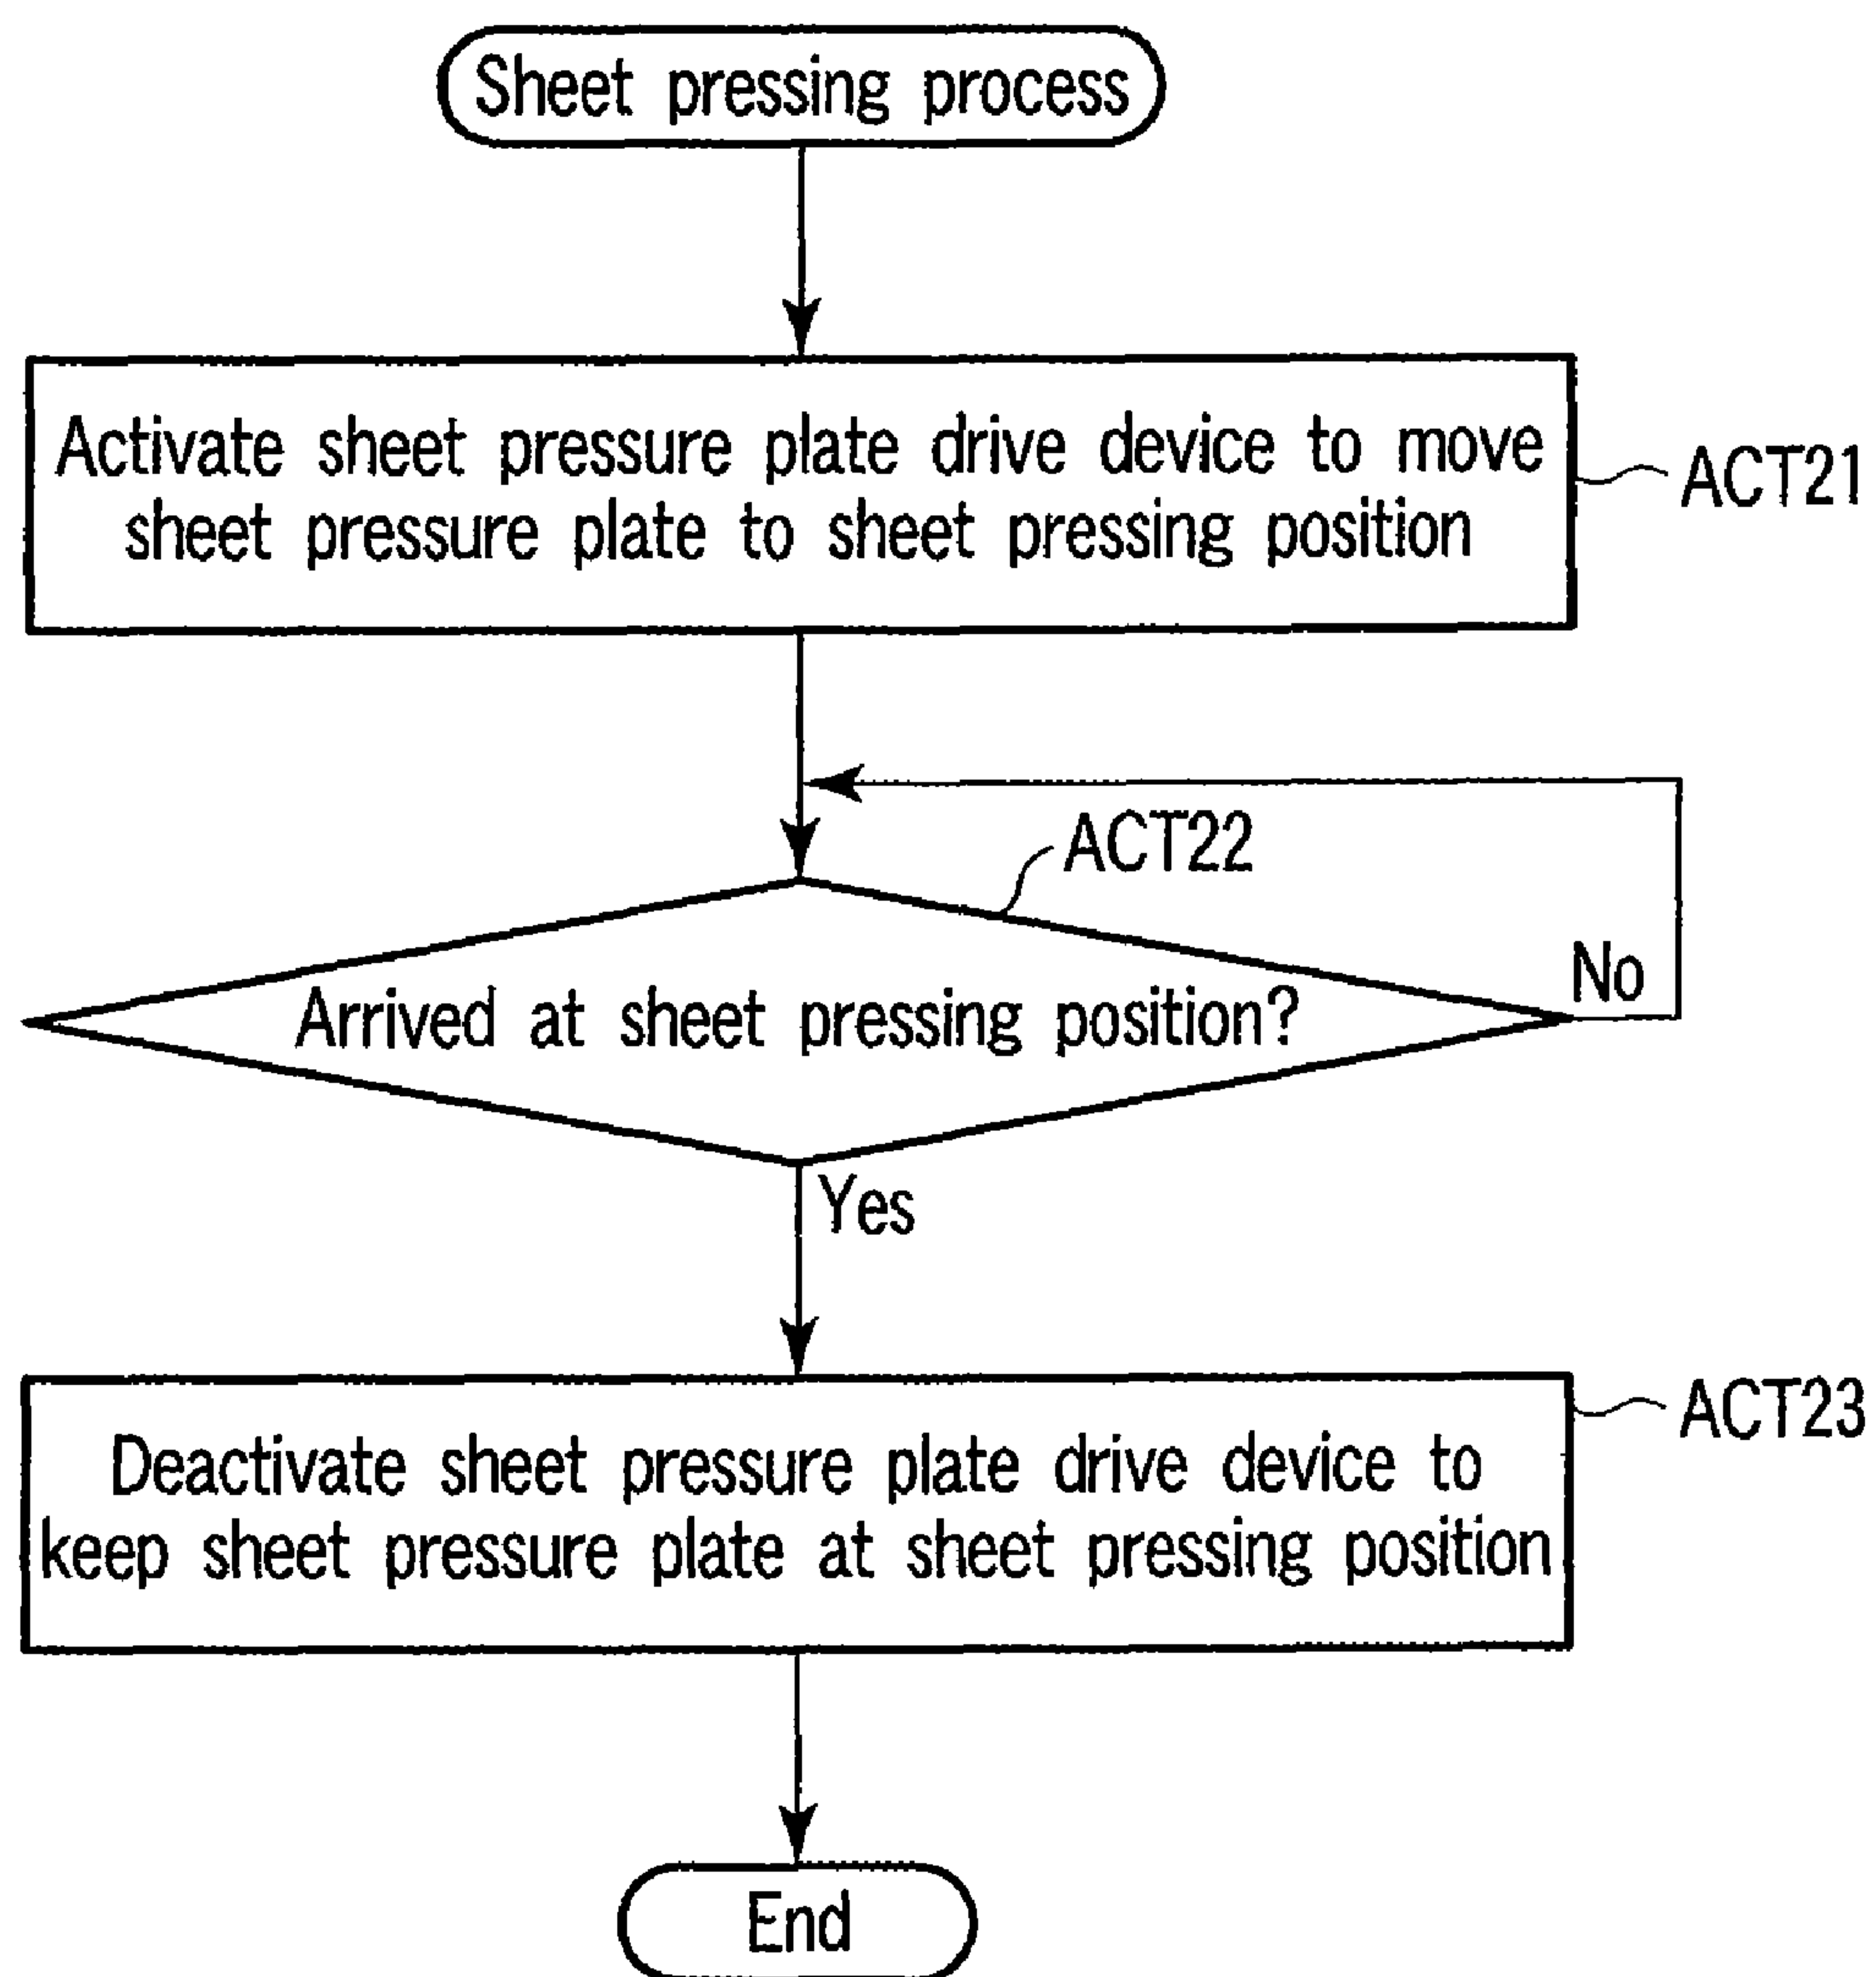 Sheet pressing process
Activate sheet pressure plate drive device to move
sheet pressure plate to sheet pressing position
ACT21
ACT22
Arrived at sheet pressing position?
No
Yes
Deactivate sheet pressure plate drive device to
keep sheet pressure plate at sheet pressing position
ACT23
End